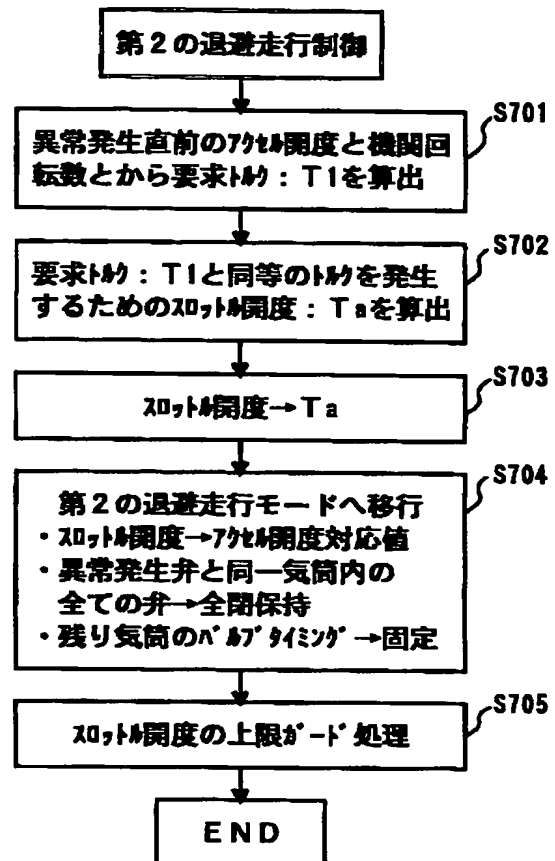 第2の退避走行制御
S701
異常発生直前のｱｸｾﾙ開度と機関回
転数とから要求ﾄﾙｸ：T1を算出
S702
要求ﾄﾙｸ：T1と同等のﾄﾙｸを発生
するためのｽﾛｯﾄﾙ開度：Taを算出
S703
ｽﾛｯﾄﾙ開度→Ta
S704
第2の退避走行モードへ移行
・ｽﾛｯﾄﾙ開度→ｱｸｾﾙ開度対応値
・異常発生弁と同一気筒内の
全ての弁→全閉保持
・残り気筒のﾊﾞﾙﾌﾞﾀｲﾐﾝｸﾞ→固定
S705
ｽﾛｯﾄﾙ開度の上限ｶﾞｰﾄﾞ処理
END